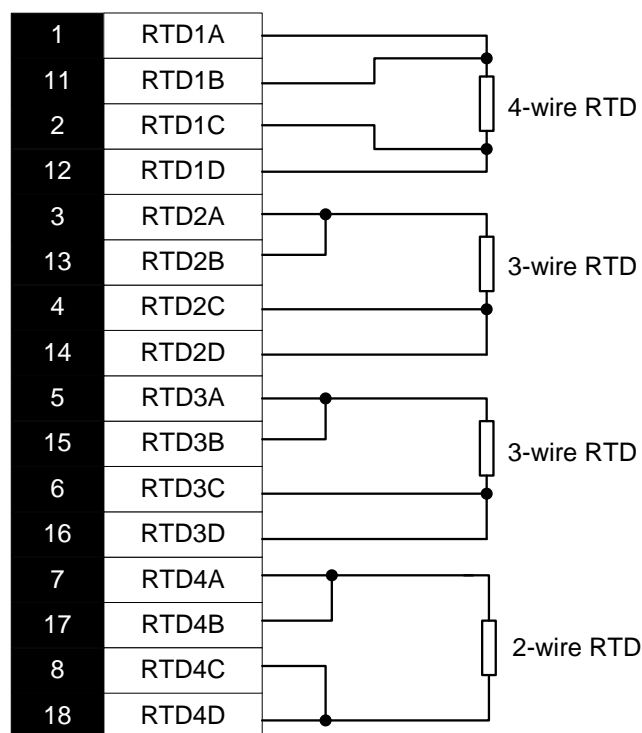 1 RTD1A
11 RTD1B
4-wire RTD
2 RTD1C
12 RTD1D
3 RTD2A
13 RTD2B
3-wire RTD
4 RTD2C
14 RTD2D
5 RTD3A
15 RTD3B
3-wire RTD
6 RTD3C
16 RTD3D
7 RTD4A
17 RTD4B
2-wire RTD
8 RTD4C
18 RTD4D